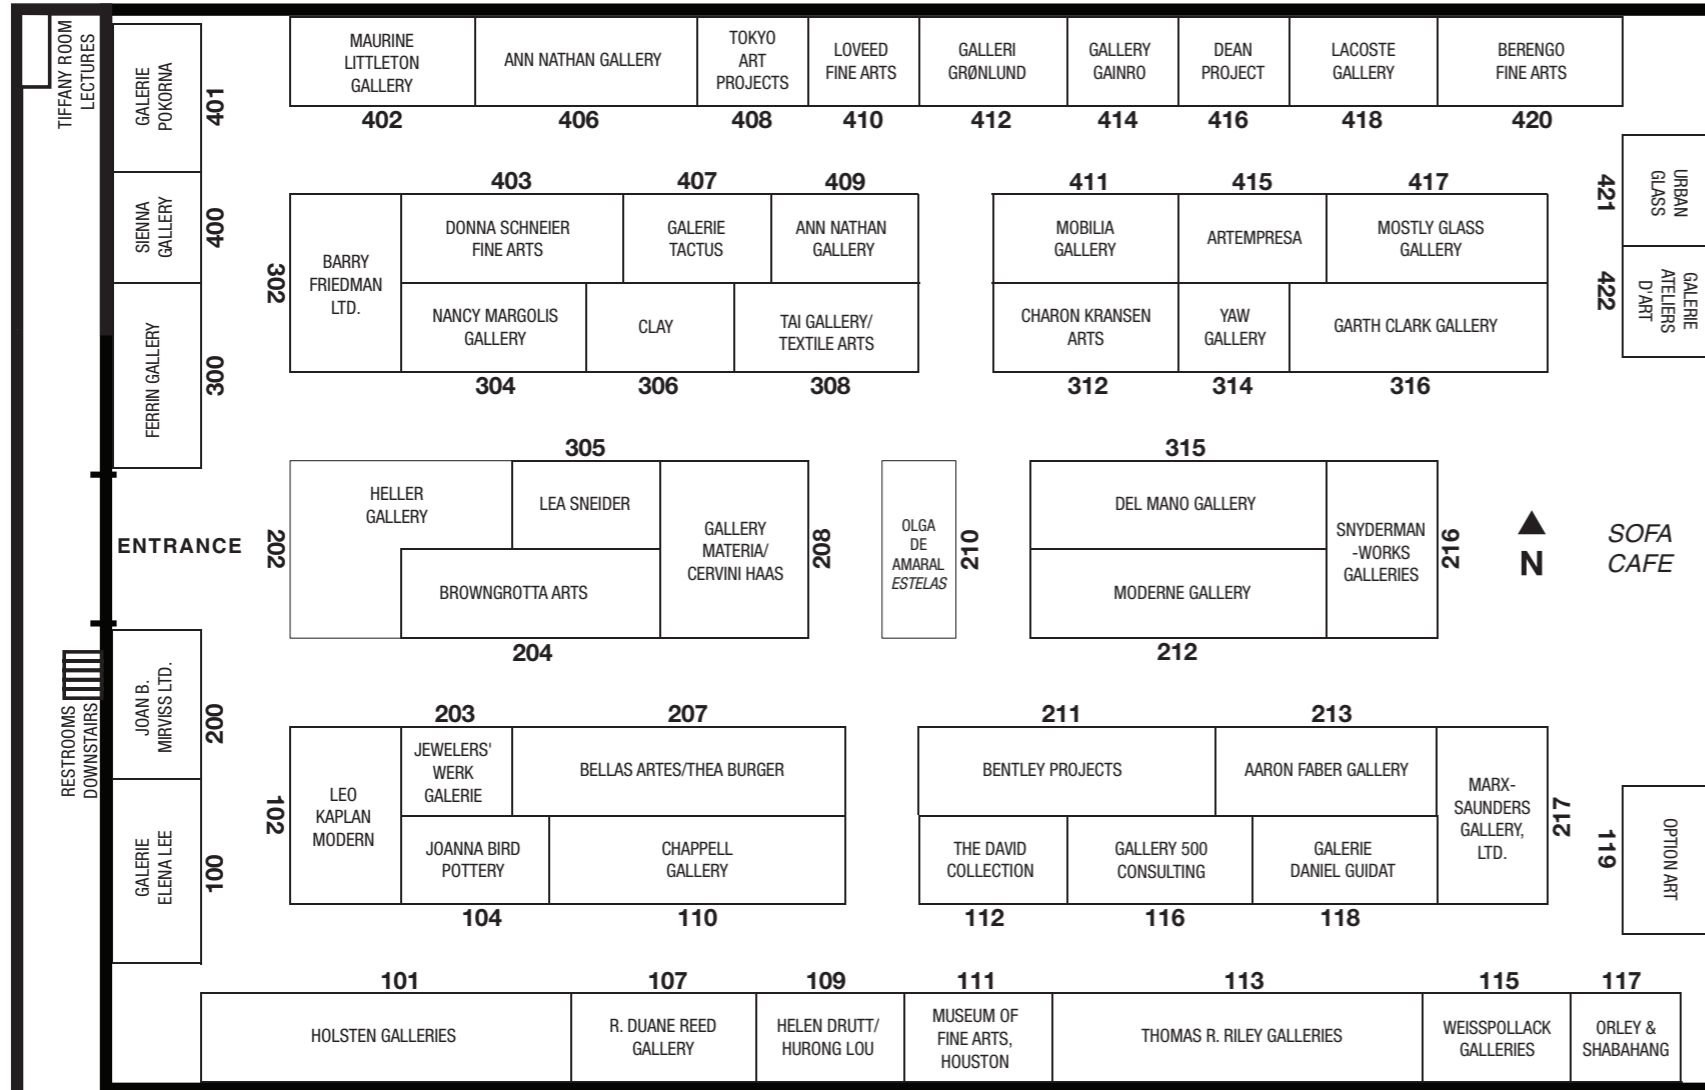 TIFFANY ROOM
LECTURES
GALERIE
POKORNA
401
SIENNA
GALLERY
400
FERRIN GALLERY
300
MAURINE
LITTLETON
GALLERY
402
ANN NATHAN GALLERY
406
TOKYO
ART
PROJECTS
408
LOVEED
FINE ARTS
410
GALLERI
GRØNLUND
412
GALLERY
GAINRO
414
DEAN
PROJECT
416
LACOSTE
GALLERY
418
BERENGO
FINE ARTS
420
302
BARRY
FRIEDMAN
LTD.
403
DONNA SCHNEIER
FINE ARTS
407
GALERIE
TACTUS
409
ANN NATHAN
GALLERY
NANCY MARGOLIS
GALLERY
304
CLAY
306
TAI GALLERY/
TEXTILE ARTS
308
411
MOBILIA
GALLERY
415
ARTEMPRESA
417
MOSTLY GLASS
GALLERY
CHARON KRANSEN
ARTS
312
YAW
GALLERY
314
GARTH CLARK GALLERY
316
421
URBAN
GLASS
422
GALERIE
ATELIERS
D'ART
ENTRANCE
202
HELLER
GALLERY
305
LEA SNEIDER
BROWNGROTTA ARTS
204
GALLERY
MATERIA/
CERVINI HAAS
208
OLGA
DE
AMARAL
ESTELAS
210
315
DEL MANO GALLERY
MODERNE GALLERY
212
SNYDERMAN
-WORKS
GALLERIES
216
N
SOFA
CAFE
RESTROOMS
DOWNSTAIRS
JOAN B.
MIRVISS LTD.
200
GALERIE
ELENA LEE
100
102
LEO
KAPLAN
MODERN
203
JEWELERS'
WERK
GALERIE
207
BELLAS ARTES/THEA BURGER
JOANNA BIRD
POTTERY
104
CHAPPELL
GALLERY
110
211
BENTLEY PROJECTS
213
AARON FABER GALLERY
THE DAVID
COLLECTION
112
GALLERY 500
CONSULTING
116
GALERIE
DANIEL GUIDAT
118
MARX-
SAUNDERS
GALLERY,
LTD.
217
119
OPTION ART
101
HOLSTEN GALLERIES
107
R. DUANE REED
GALLERY
109
HELEN DRUTT/
HURONG LOU
111
MUSEUM OF
FINE ARTS,
HOUSTON
113
THOMAS R. RILEY GALLERIES
115
WEISSPOLLACK
GALLERIES
117
ORLEY &
SHABAHANG